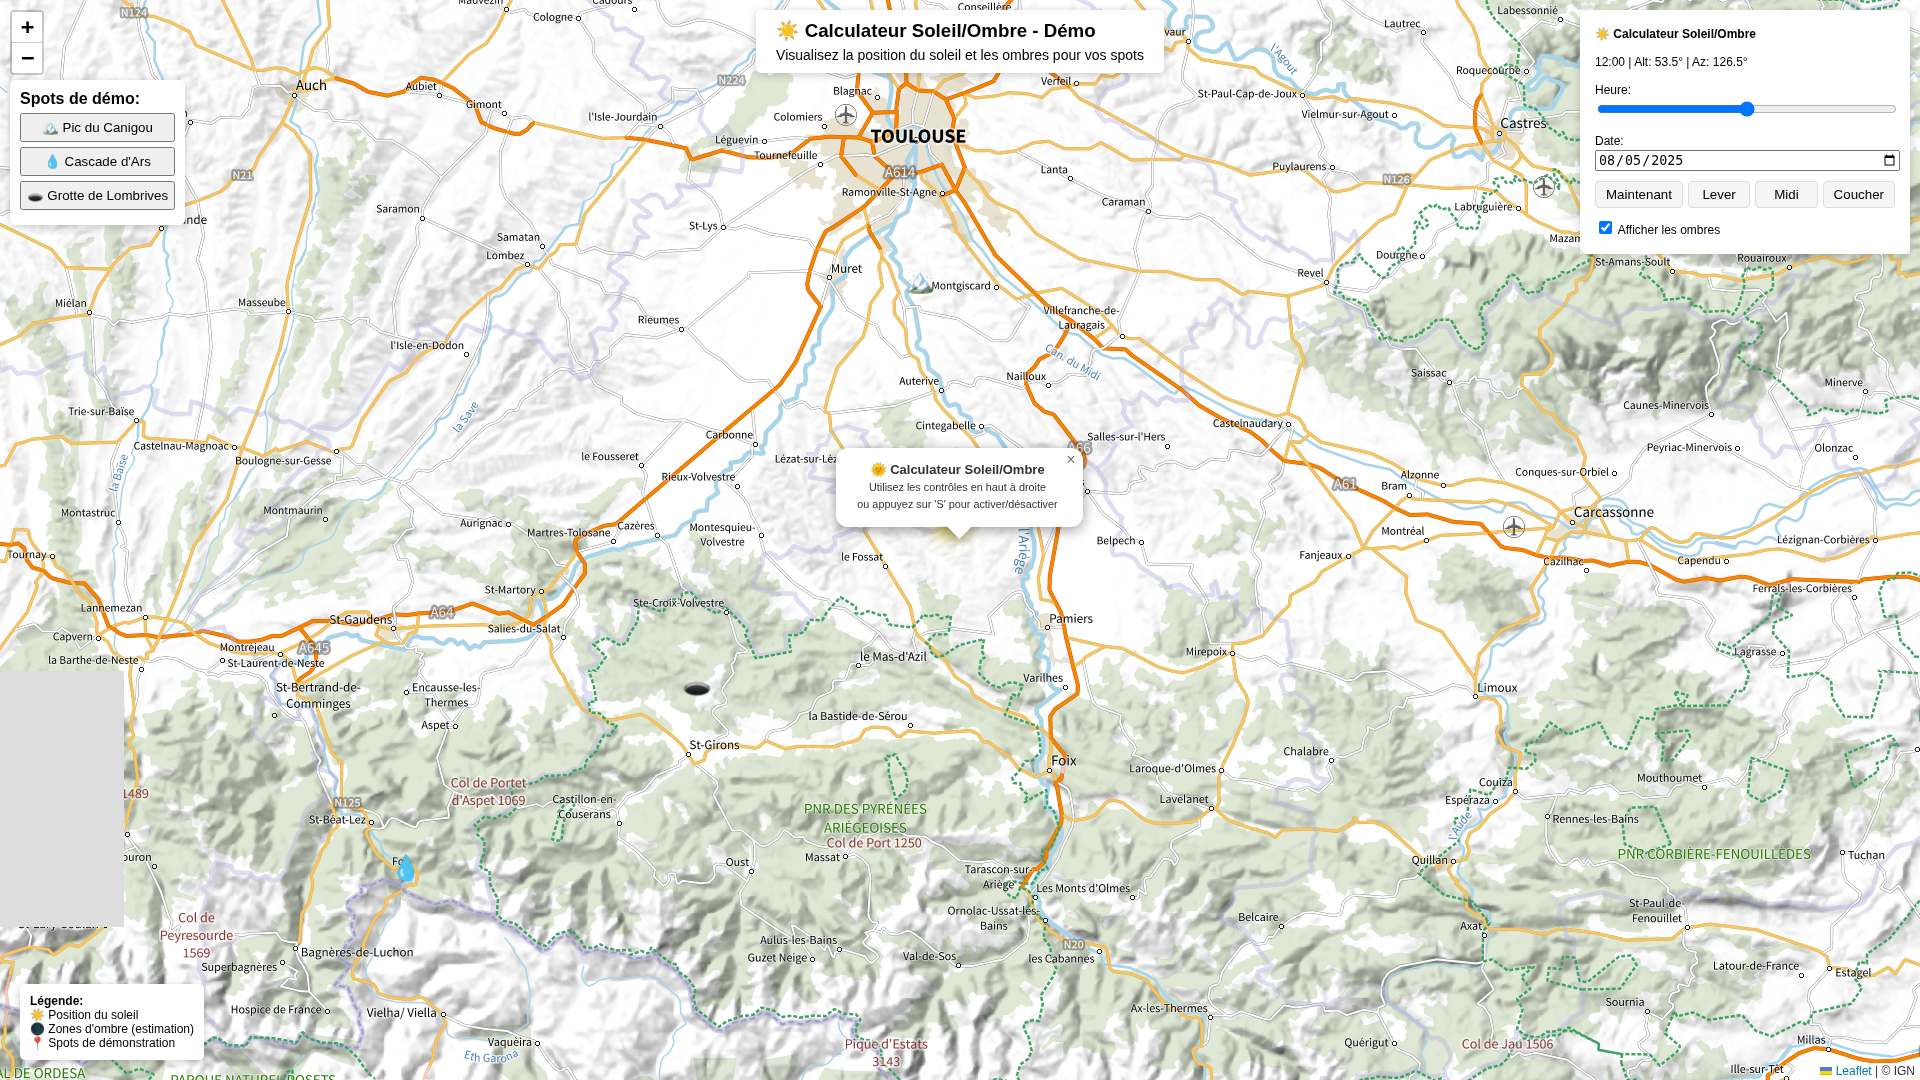 +
−
Spots de démo:
🏔️ Pic du Canigou
💧 Cascade d'Ars
🕳️ Grotte de Lombrives
☀️ Calculateur Soleil/Ombre - Démo
Visualisez la position du soleil et les ombres pour vos spots
☀️ Calculateur Soleil/Ombre
12:00 | Alt: 53.5° | Az: 126.5°
Heure:
Date:
08/05/2025
Maintenant Lever Midi Coucher
Afficher les ombres
N124
Cologne
Conseillère
Lautrec
Labessonnié
N224
Verfeil
l'Agout
Roquecourbe
Auch
Aubiet
Gimont
Blagnac
St-Paul-Cap-de-Joux
l'Isle-Jourdain
Colomiers
Vielmur-sur-Agout
Castres
Léguevin
TOULOUSE
Tournefeuille
A614
Lanta
Puylaurens
N126
N21
Ramonville-St-Agne
Caraman
Labruguière
Saramon
St-Lys
Samatan
Lombez
Dourgne
Mazam
St-Amans-Soult
Rouairoux
Muret
Revel
Montgiscard
Miélan
Masseube
Villefranche-de-
Lauragais
Rieumes
l'Isle-en-Dodon
Can. du Midi
Auterive
Nailloux
Saissac
Minerve
Trie-sur-Baïse
la Save
Caunes-Minervois
Cintegabelle
Castelnaudary
Castelnau-Magnoac
Carbonne
Salles-sur-l'Hers
Peyriac-Minervois
Olonzac
A66
le Fousseret
Boulogne-sur-Gesse
la Baïse
Rieux-Volvestre
🌞 Calculateur Soleil/Ombre
×
Utilisez les contrôles en haut à droite
ou appuyez sur 'S' pour activer/désactiver
Alzonne
Bram
A61
Conques-sur-Orbiel
Montastruc
Montmaurin
Aurignac
Martres-Tolosane
Cazères
Montesquieu-
Volvestre
Carcassonne
Montréal
Belpech
Lézignan-Corbières
Tournay
le Fossat
l'Ariège
Fanjeaux
Cazilhac
Capendu
St-Martory
Ste-Croix-Volvestre
Ferrals-les-Corbières
Lannemezan
St-Gaudens
A64
Salies-du-Salat
Pamiers
Capvern
Montréjeau
A645
la Barthe-de-Neste
St-Laurent-de-Neste
le Mas-d'Azil
Mirepoix
Lagrasse
St-Bertrand-de-
Comminges
Encausse-les-
Thermes
Varilhes
Limoux
Aspet
la Bastide-de-Sérou
St-Girons
Foix
Chalabre
Laroque-d'Olmes
Couiza
Mouthoumet
Col de Portet
d'Aspet 1069
1489
N125
Castillon-en-
Couserans
PNR DES PYRÉNÉES
ARIÉGEOISES
Lavelanet
Espéraza
St-Béat-Lez
Rennes-les-Bains
l'Aude
Col de Port 1250
Massat
Oust
Quillan
PNR CORBIÈRE-FENOUILLÈDES
Tuchan
Tarascon-sur-
Ariège
Les Monts d'Olmes
Ornolac-Ussat-les-
Bains
Belcaire
St-Paul-de-
Fenouillet
Axat
Col de
Peyresourde
1569
Bagnères-de-Luchon
Superbagnères
Aulus-les-Bains
Guzet Neige
Val-de-Sos
N20
les Cabannes
Latour-de-France
Estagel
Hospice de France
Vielha/ Viella
Ax-les-Thermes
Sournia
Vaquèira
Eth Garona
Pique d'Estats
3143
Quérigut
Col de Jau 1506
Millas
Ille-sur-Têt
Légende:
☀️ Position du soleil
🌑 Zones d'ombre (estimation)
📍 Spots de démonstration
Leaflet | © IGN